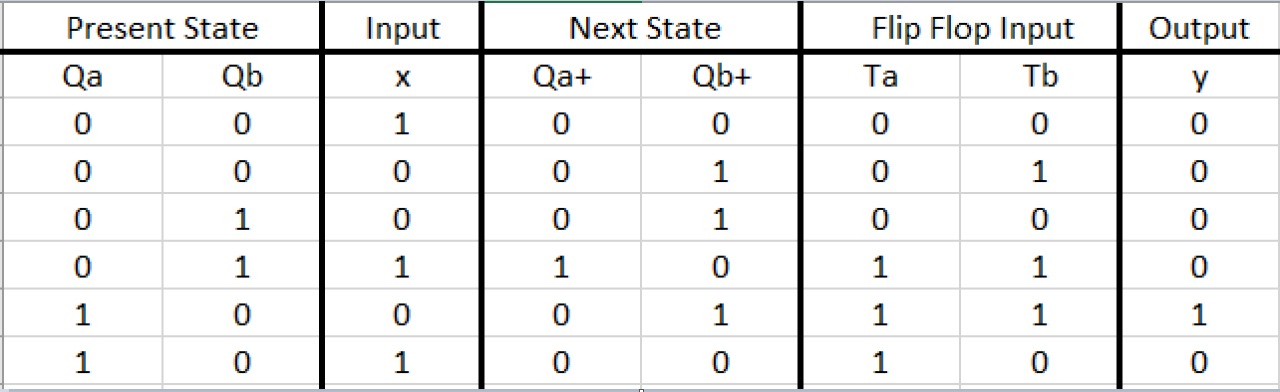 Present State Input Next State Flip Flop Input Output
Qa Qb x Qa+ Qb+ Ta Tb y
0 0 1 0 0 0 0 0
0 0 0 0 1 0 1 0
0 1 0 0 1 0 0 0
0 1 1 1 0 1 1 0
1 0 0 0 1 1 1 1
1 0 1 0 0 1 0 0